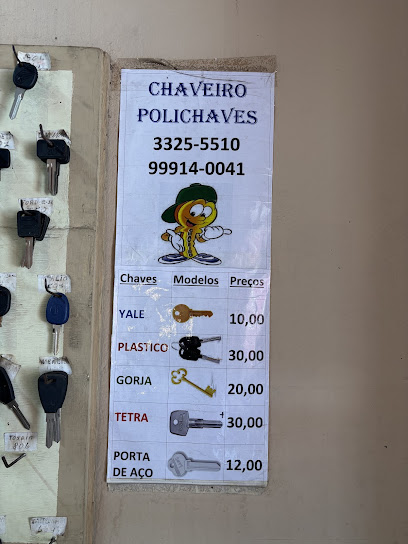 CHAVEIRO
POLICHAVES
3325-5510
99914-0041
Chaves Modelos Preços
YALE 10,00
PLASTICO 30,00
GORJA 20,00
TETRA 30,00
PORTA
DE AÇO 12,00